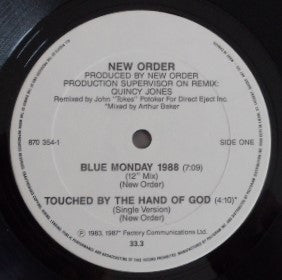 NEW ORDER
PRODUCED BY NEW ORDER
PRODUCTION SUPERVISOR ON REMIX:
QUINCY JONES
Remixed by John "Tokes" Potoker For Direct Inject Inc.
*Mixed by Arthur Baker
870 354-1
SIDE ONE
BLUE MONDAY 1988 (7:09)
(12" Mix)
(New Order)
TOUCHED BY THE HAND OF GOD (4:10)*
(Single Version)
(New Order)
℗ 1983, 1987* Factory Communications Ltd.
33.3